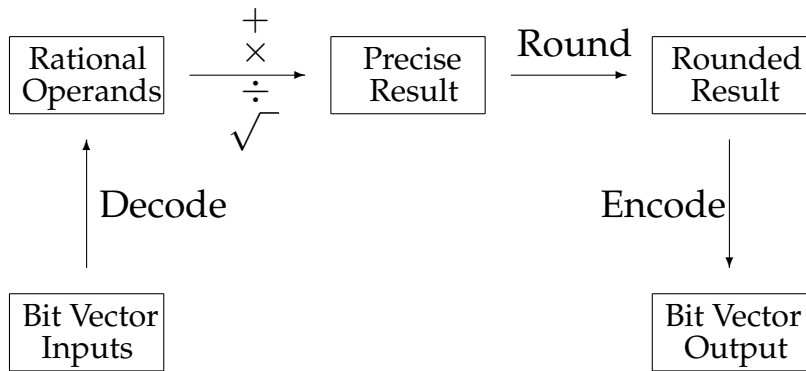 Rational
Operands
+
×
÷
√
Precise
Result
Round
Rounded
Result
Decode
Encode
Bit Vector
Inputs
Bit Vector
Output